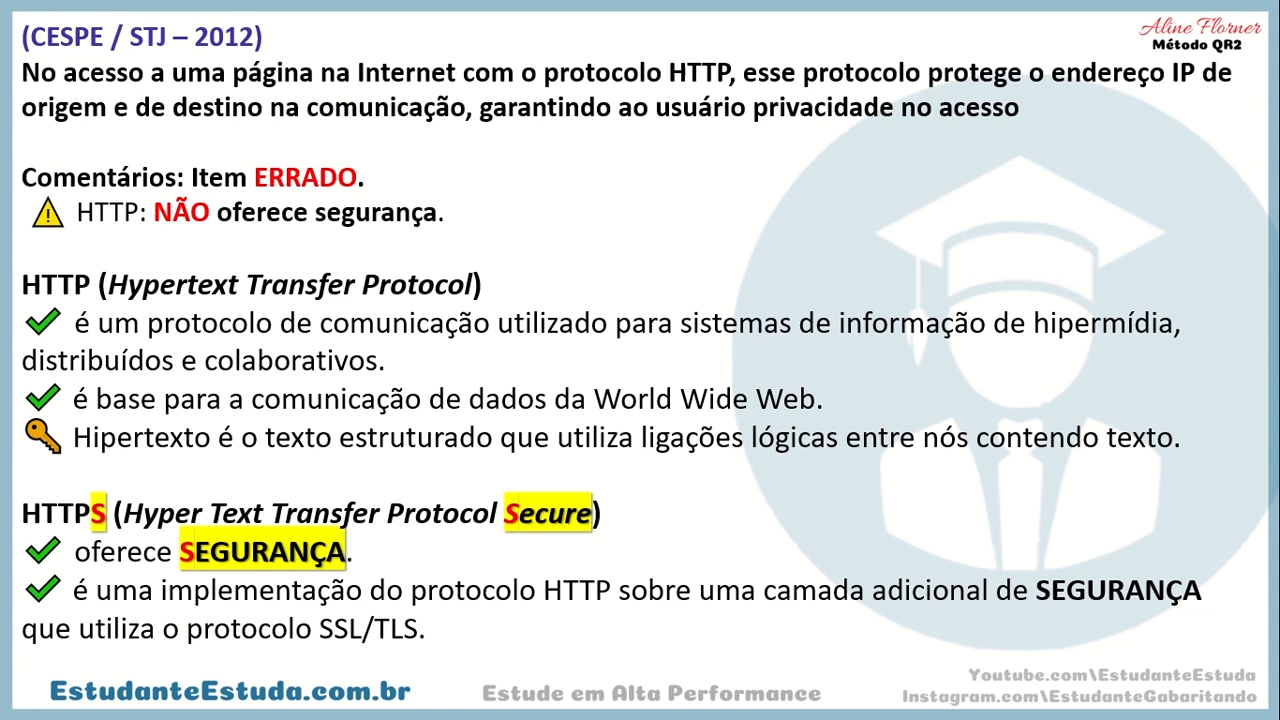 (CESPE / STJ – 2012)
Aline Florner
Método QR2
No acesso a uma página na Internet com o protocolo HTTP, esse protocolo protege o endereço IP de
origem e de destino na comunicação, garantindo ao usuário privacidade no acesso
Comentários: Item ERRADO.
HTTP: NÃO oferece segurança.
HTTP (Hypertext Transfer Protocol)
é um protocolo de comunicação utilizado para sistemas de informação de hipermídia,
distribuídos e colaborativos.
é base para a comunicação de dados da World Wide Web.
Hipertexto é o texto estruturado que utiliza ligações lógicas entre nós contendo texto.
HTTPS (Hyper Text Transfer Protocol Secure)
oferece SEGURANÇA.
é uma implementação do protocolo HTTP sobre uma camada adicional de SEGURANÇA
que utiliza o protocolo SSL/TLS.
EstudanteEstuda.com.br
Estude em Alta Performance
Youtube.com\EstudanteEstuda
Instagram.com\EstudanteGabaritando